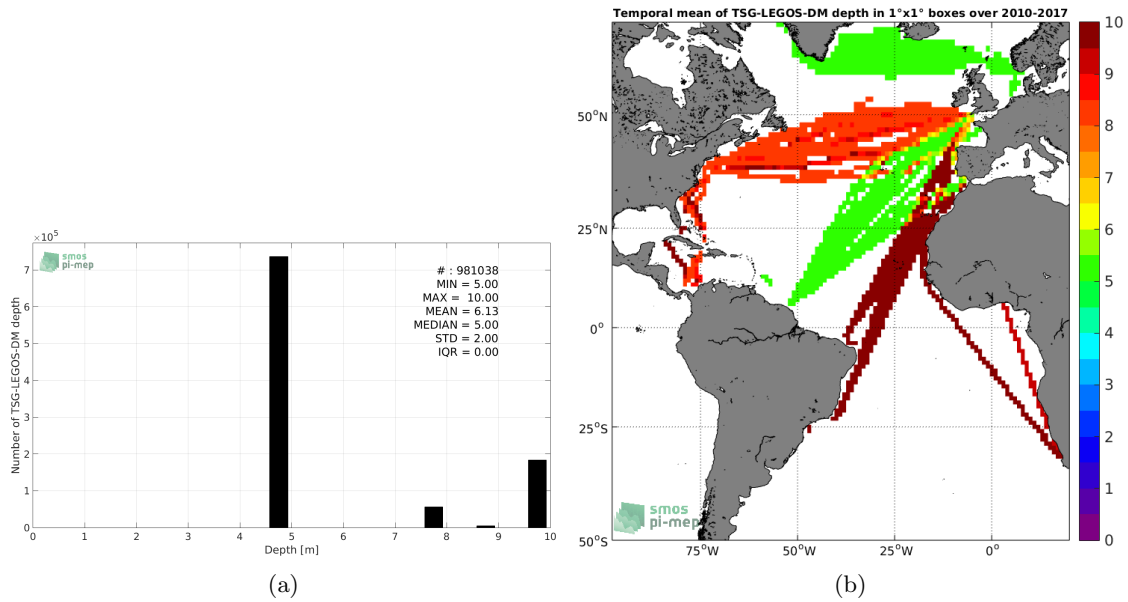 ×10⁵
smos
pi-mep
# : 981038
MIN = 5.00
MAX = 10.00
MEAN = 6.13
MEDIAN = 5.00
STD = 2.00
IQR = 0.00
Number of TSG-LEGOS-DM depth
7
6
5
4
3
2
1
0
0 1 2 3 4 5 6 7 8 9 10
Depth [m]
(a)
Temporal mean of TSG-LEGOS-DM depth in 1°x1° boxes over 2010-2017
50°N
25°N
0°
25°S
50°S
75°W 50°W 25°W 0°
smos
pi-mep
10
9
8
7
6
5
4
3
2
1
0
(b)